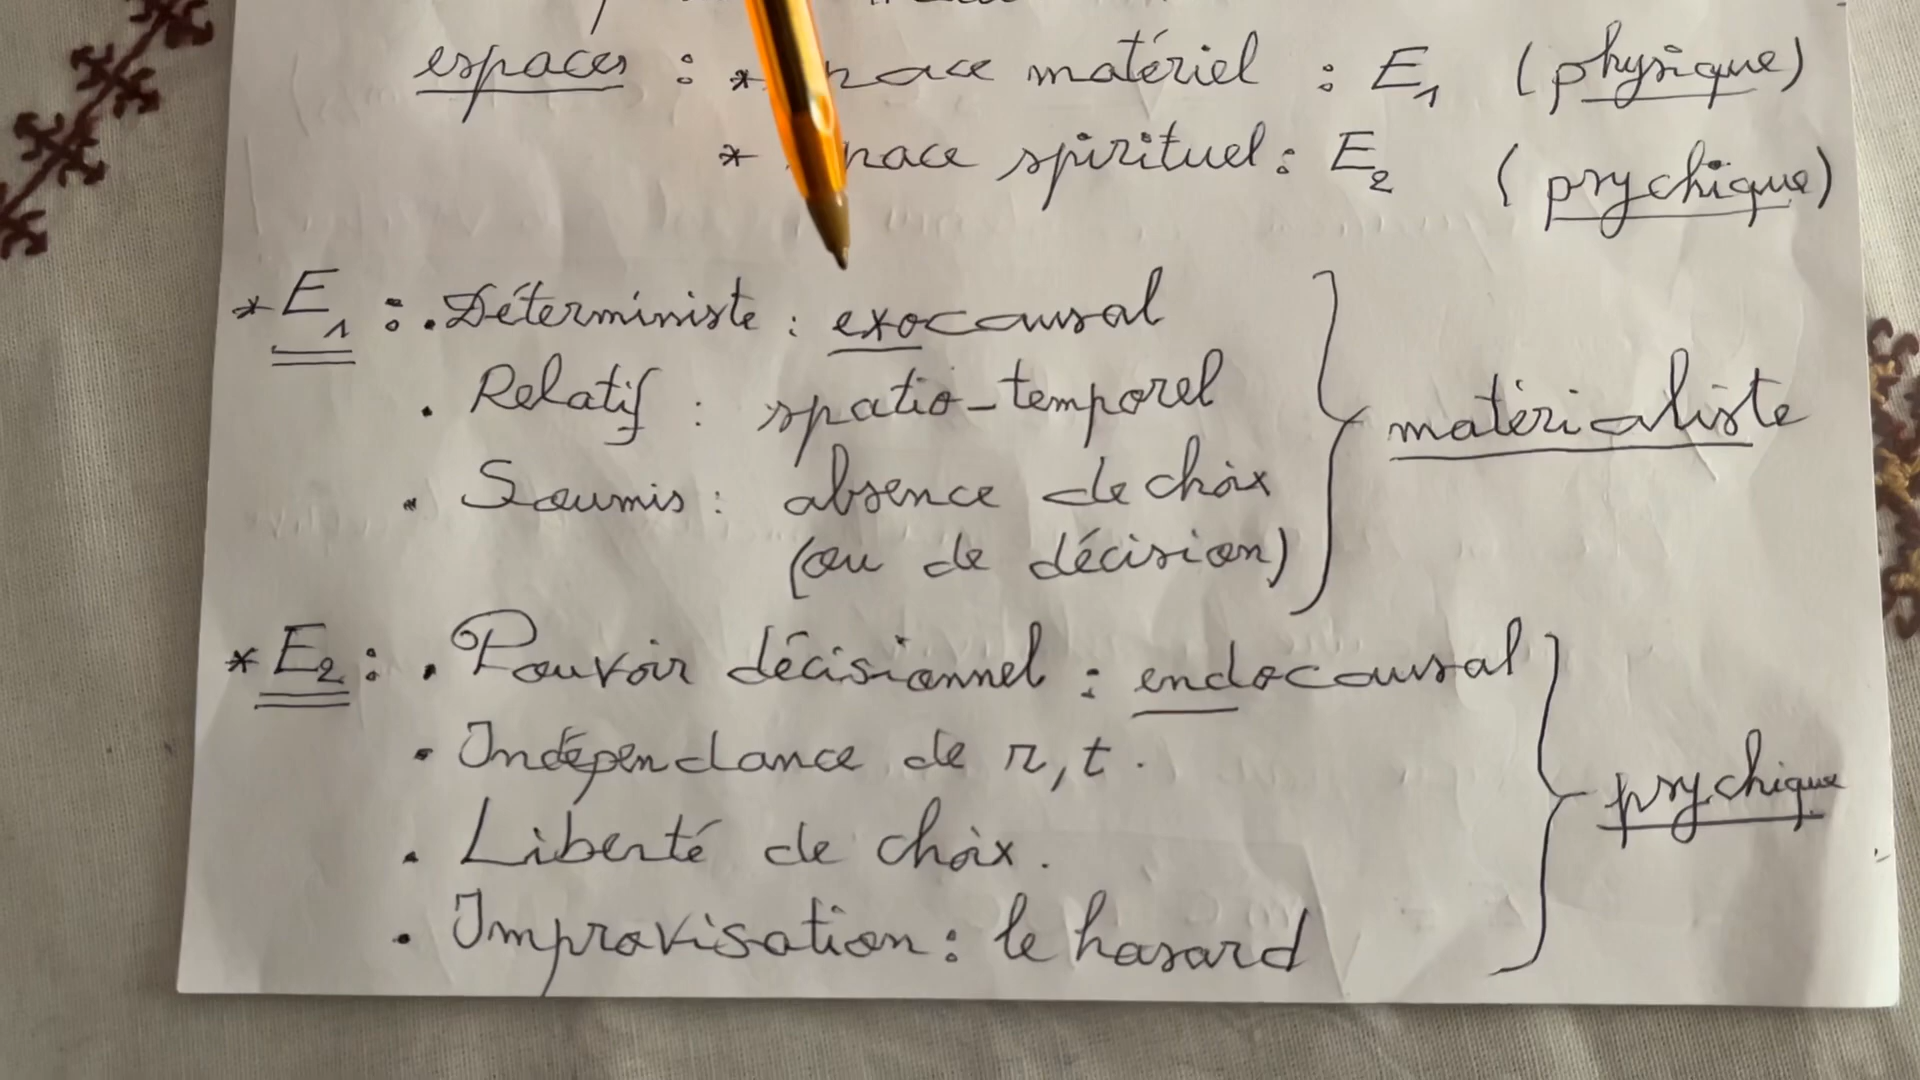 espaces : * espace matériel : E1 (physique)
* espace spirituel : E2 (psychique)
* E1 : . Déterministe : exocausal
. Relatif : spatio-temporel
. Soumis : absence de choix
(ou de décision)
matérialiste
* E2 : . Pouvoir décisionnel : endocausal
. Indépendance de r, t .
. Liberté de choix .
. Improvisation : le hasard
psychique